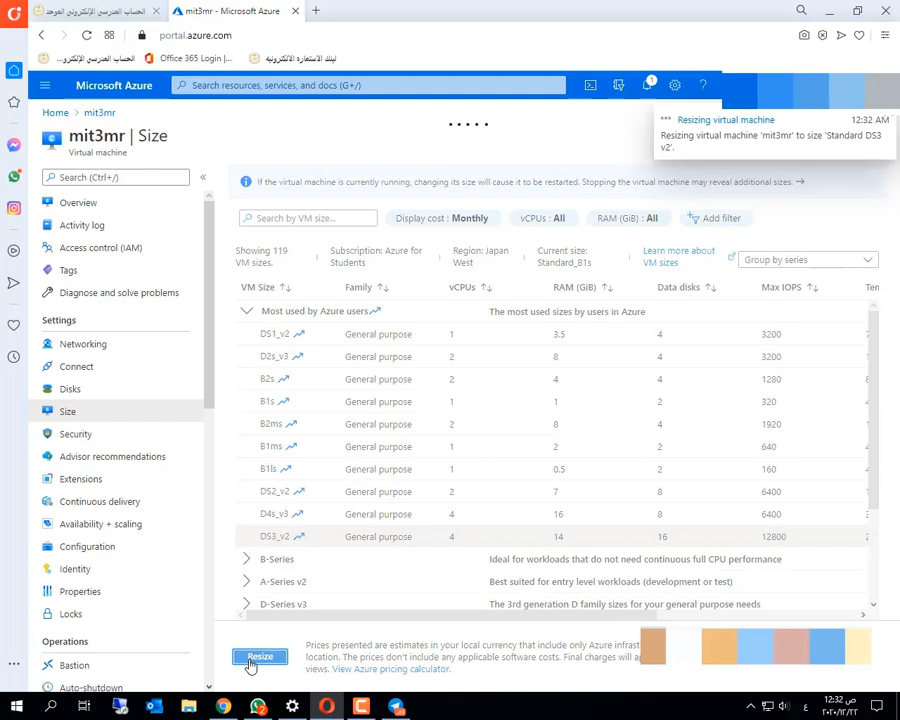 الحساب المدرسي الإلكتروني الموحد
mit3mr - Microsoft Azure
portal.azure.com
الحساب المدرسي الإلكترو...
Office 365 Login |...
لينك الاستعاره الالكترونيه
Microsoft Azure
Search resources, services, and docs (G+/)
1
Home > mit3mr
mit3mr | Size
Virtual machine
Resizing virtual machine
12:32 AM
Resizing virtual machine 'mit3mr' to size 'Standard DS3
v2'.
Search (Ctrl+/)
Overview
Activity log
Access control (IAM)
Tags
Diagnose and solve problems
Settings
Networking
Connect
Disks
Size
Security
Advisor recommendations
Extensions
Continuous delivery
Availability + scaling
Configuration
Identity
Properties
Locks
Operations
Bastion
Auto-shutdown
If the virtual machine is currently running, changing its size will cause it to be restarted. Stopping the virtual machine may reveal additional sizes. →
Search by VM size...
Display cost : Monthly
vCPUs : All
RAM (GiB) : All
Add filter
Showing 119
VM sizes.
Subscription: Azure for
Students
Region: Japan
West
Current size:
Standard_B1s
Learn more about
VM sizes
Group by series
VM Size Family vCPUs RAM (GiB) Data disks Max IOPS Ten
Most used by Azure users The most used sizes by users in Azure
DS1_v2 General purpose 1 3.5 4 3200
D2s_v3 General purpose 2 8 4 3200
B2s General purpose 2 4 4 1280
B1s General purpose 1 1 2 320
B2ms General purpose 2 8 4 1920
B1ms General purpose 1 2 2 640
B1ls General purpose 1 0.5 2 160
DS2_v2 General purpose 2 7 8 6400
D4s_v3 General purpose 4 16 8 6400
DS3_v2 General purpose 4 14 16 12800
B-Series Ideal for workloads that do not need continuous full CPU performance
A-Series v2 Best suited for entry level workloads (development or test)
D-Series v3 The 3rd generation D family sizes for your general purpose needs
Resize
Prices presented are estimates in your local currency that include only Azure infrast
location. The prices don't include any applicable software costs. Final charges will ap
views. View Azure pricing calculator.
ع
12:32 ص
٢٠٢٠/١٢/٢٢